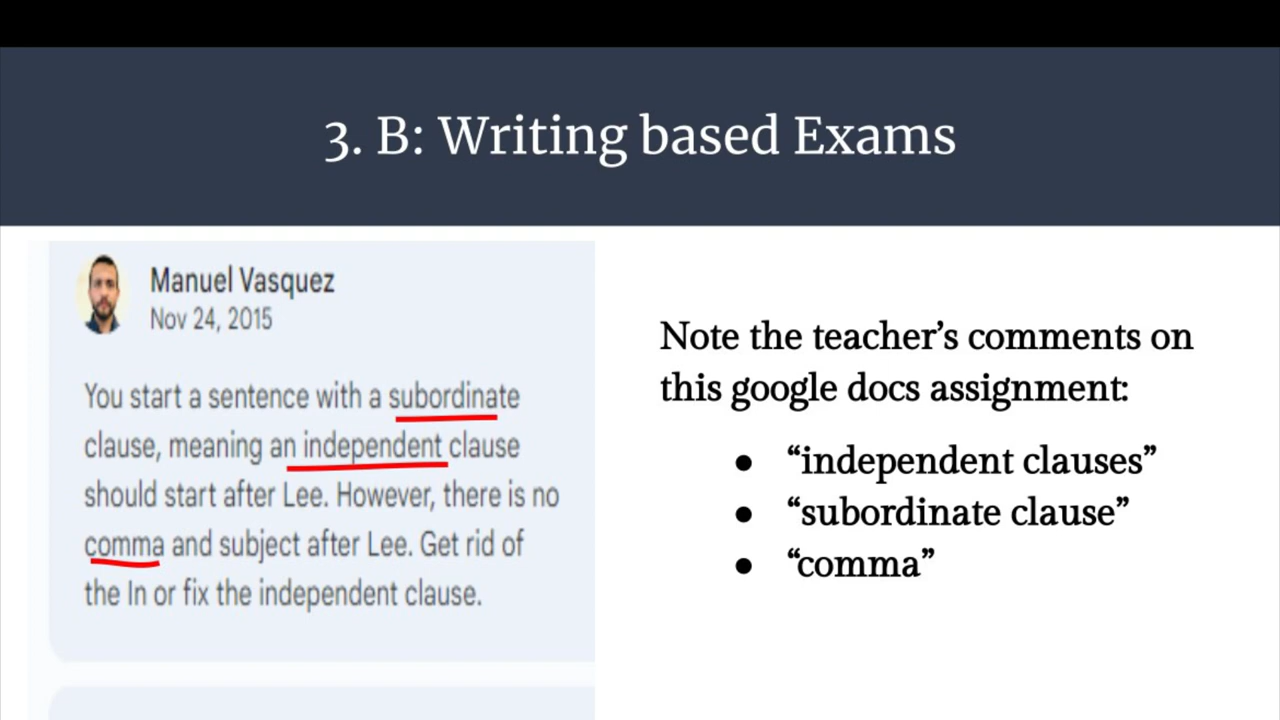 3. B: Writing based Exams
Manuel Vasquez
Nov 24, 2015
You start a sentence with a subordinate
clause, meaning an independent clause
should start after Lee. However, there is no
comma and subject after Lee. Get rid of
the In or fix the independent clause.
Note the teacher’s comments on
this google docs assignment:
● “independent clauses”
● “subordinate clause”
● “comma”